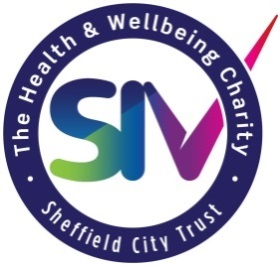 The Health & Wellbeing Charity
SIV
Sheffield City Trust